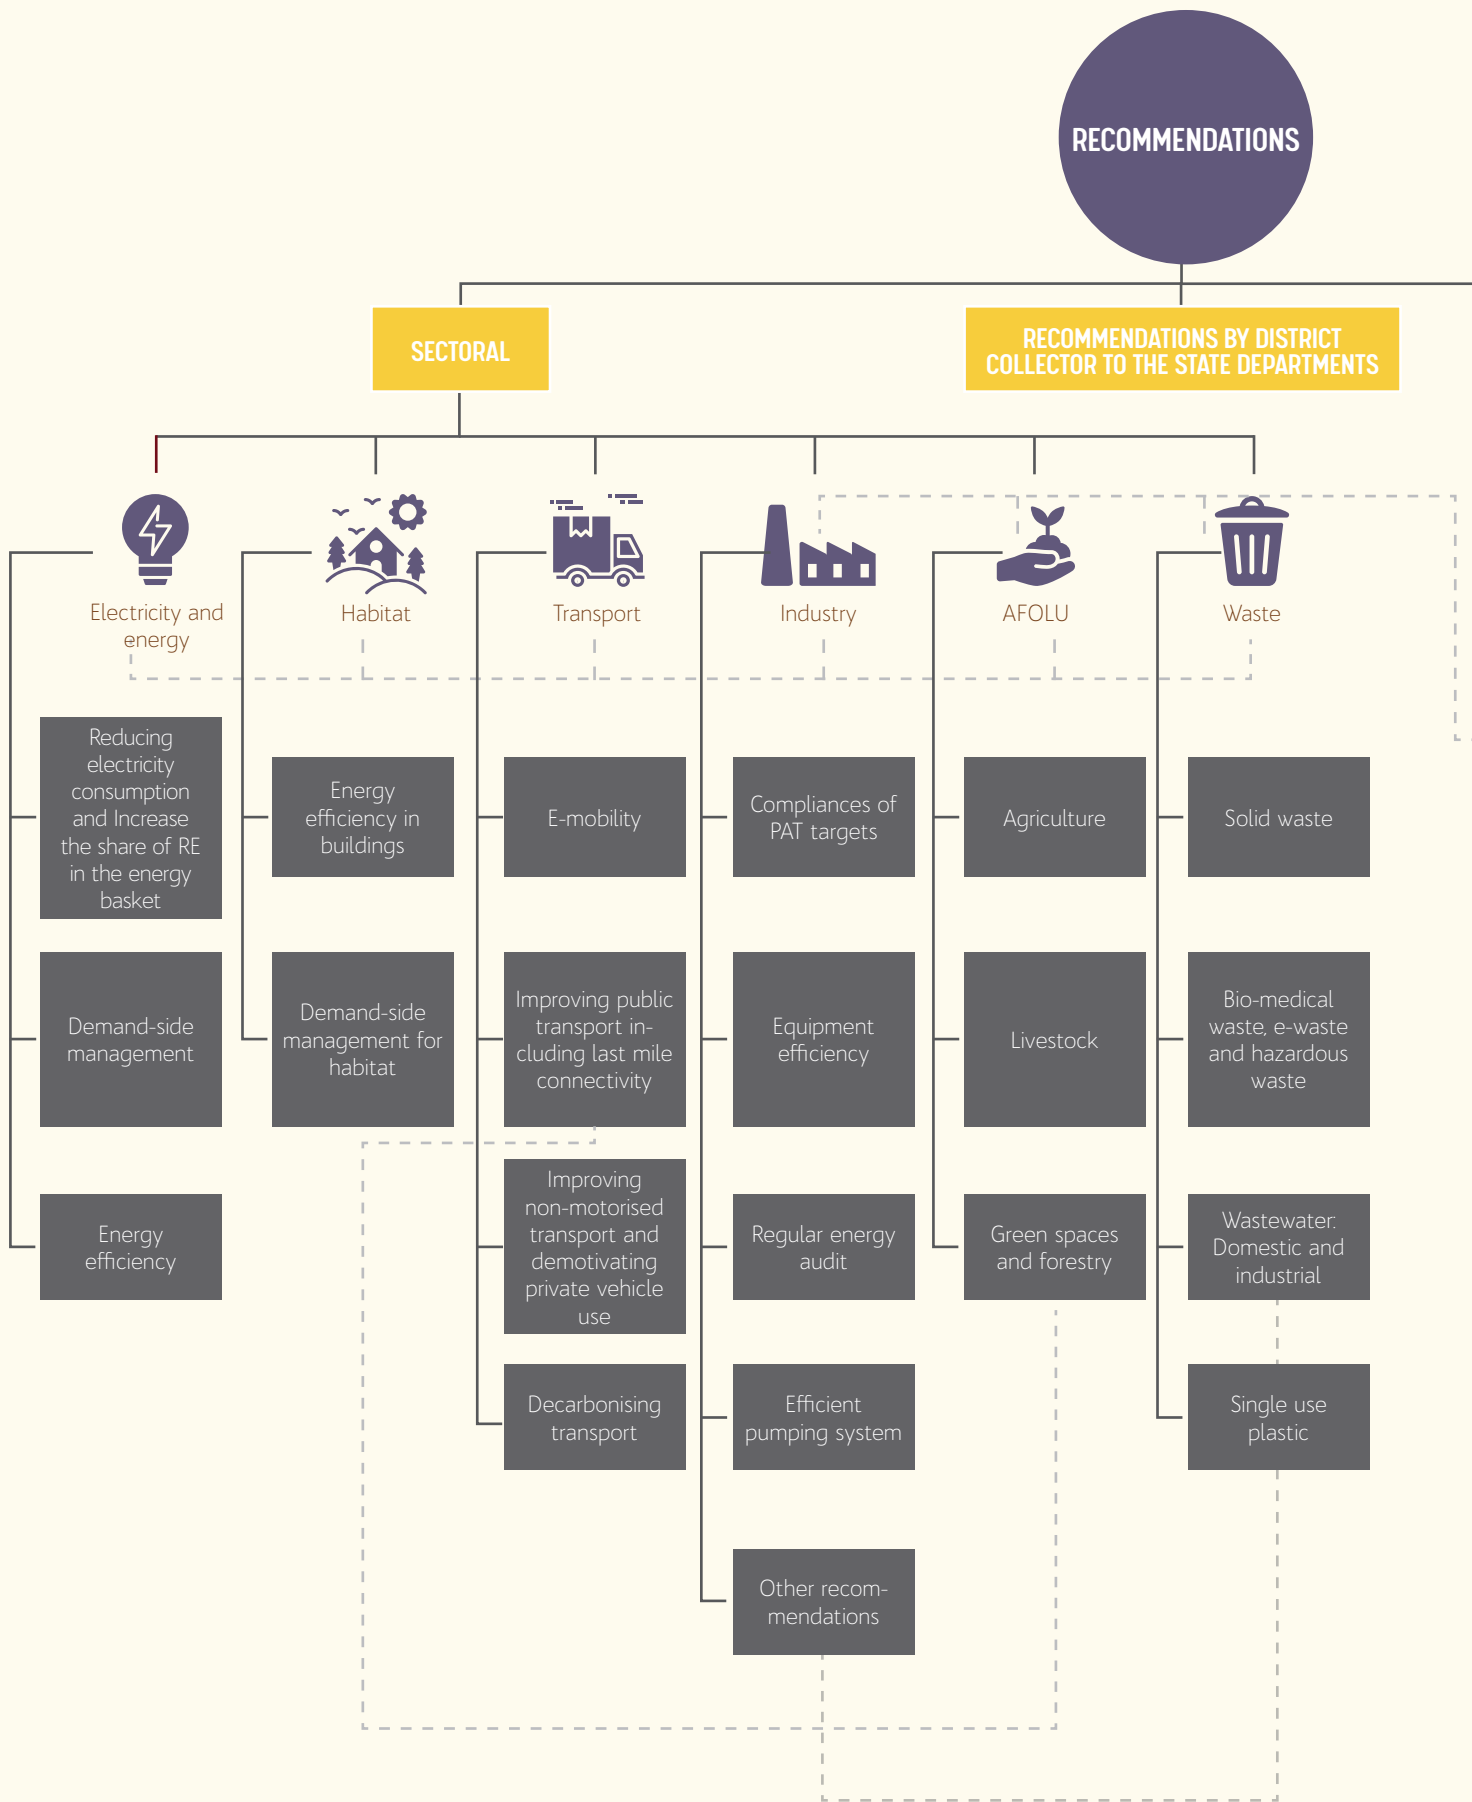 RECOMMENDATIONS
SECTORAL
RECOMMENDATIONS BY DISTRICT
COLLECTOR TO THE STATE DEPARTMENTS
Electricity and
energy
Habitat
Transport
Industry
AFOLU
Waste
Reducing
electricity
consumption
and Increase
the share of RE
in the energy
basket
Demand-side
management
Energy
efficiency
Energy
efficiency in
buildings
Demand-side
management for
habitat
E-mobility
Improving public
transport in-
cluding last mile
connectivity
Improving
non-motorised
transport and
demotivating
private vehicle
use
Decarbonising
transport
Compliances of
PAT targets
Equipment
efficiency
Regular energy
audit
Efficient
pumping system
Other recom-
mendations
Agriculture
Livestock
Green spaces
and forestry
Solid waste
Bio-medical
waste, e-waste
and hazardous
waste
Wastewater:
Domestic and
industrial
Single use
plastic